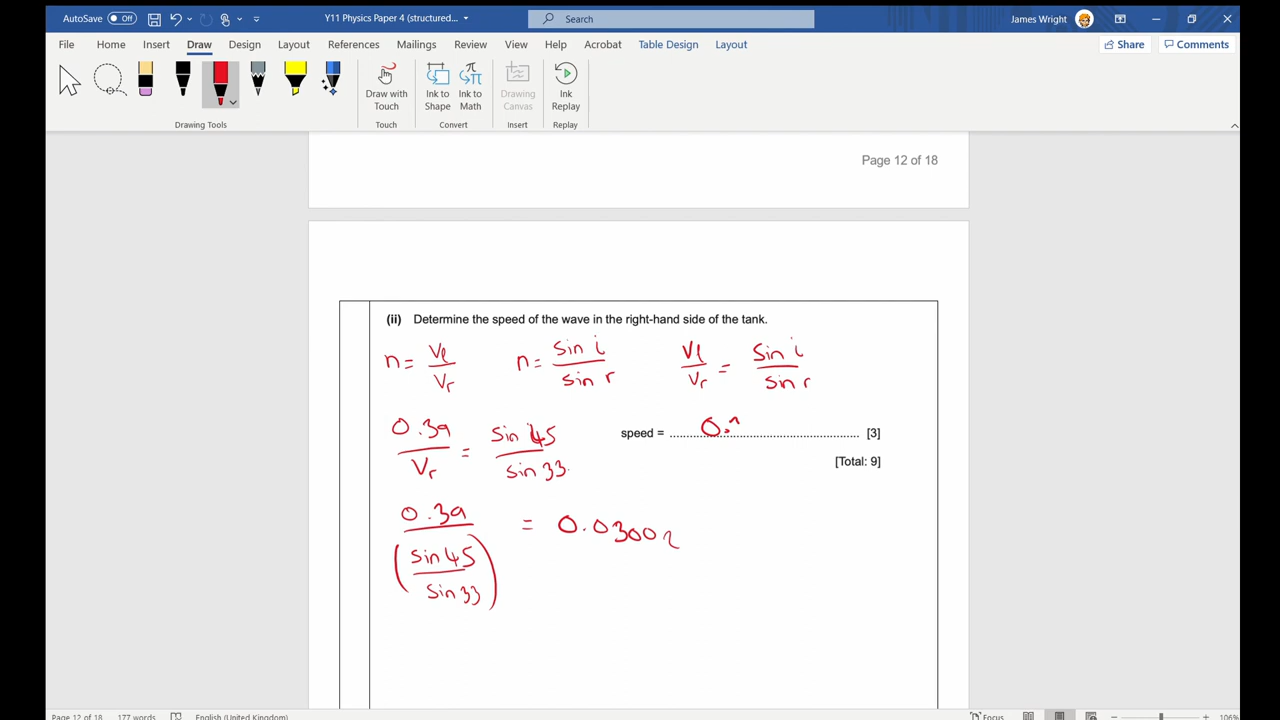 AutoSave Off Y11 Physics Paper 4 (structured... Search James Wright
File Home Insert Draw Design Layout References Mailings Review View Help Acrobat Table Design Layout Share Comments
Draw with Touch
Ink to Shape
Ink to Math
Drawing Canvas
Ink Replay
Drawing Tools Touch Convert Insert Replay
Page 12 of 18
(ii) Determine the speed of the wave in the right-hand side of the tank.
n = Vl/Vr n = sin i/sin r Vl/Vr = sin i/sin r
0.39/Vr = sin 45/sin 33
speed = .......... 0. .......... [3]
[Total: 9]
0.39/(sin 45/sin 33) = 0.0300
Page 12 of 18 177 words English (United Kingdom) Focus 106%